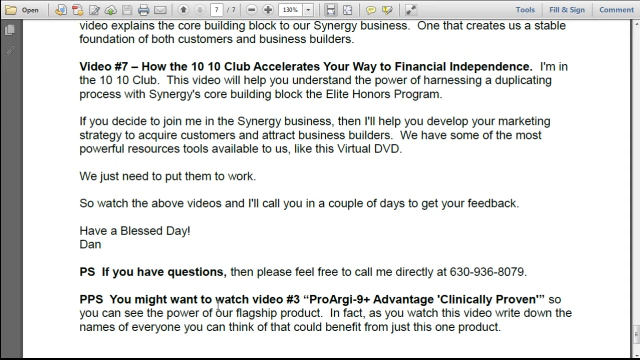 Open
7
/ 7
130%
Tools
Fill & Sign
Comment
video explains the core building block to our Synergy business.  One that creates us a stable
foundation of both customers and business builders.
Video #7 – How the 10 10 Club Accelerates Your Way to Financial Independence.  I'm in
the 10 10 Club.  This video will help you understand the power of harnessing a duplicating
process with Synergy's core building block the Elite Honors Program.
If you decide to join me in the Synergy business, then I'll help you develop your marketing
strategy to acquire customers and attract business builders.  We have some of the most
powerful resources tools available to us, like this Virtual DVD.
We just need to put them to work.
So watch the above videos and I'll call you in a couple of days to get your feedback.
Have a Blessed Day!
Dan
PS  If you have questions, then please feel free to call me directly at 630-936-8079.
PPS  You might want to watch video #3 “ProArgi-9+ Advantage 'Clinically Proven'” so
you can see the power of our flagship product.  In fact, as you watch this video write down the
names of everyone you can think of that could benefit from just this one product.